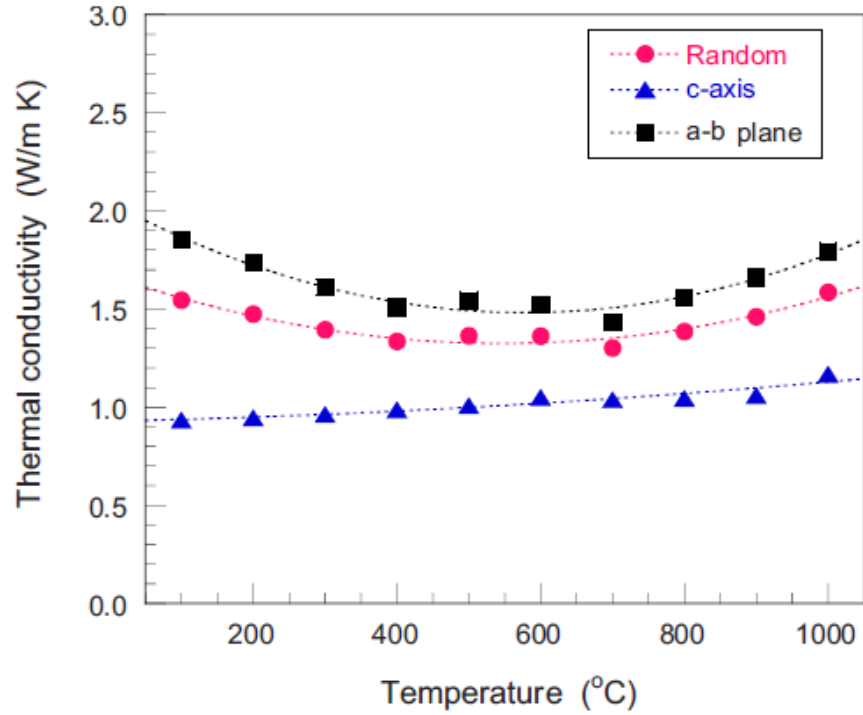 3.0
2.5
2.0
1.5
1.0
0.5
0.0
Thermal conductivity (W/m K)
Random
c-axis
a-b plane
200 400 600 800 1000
Temperature (°C)